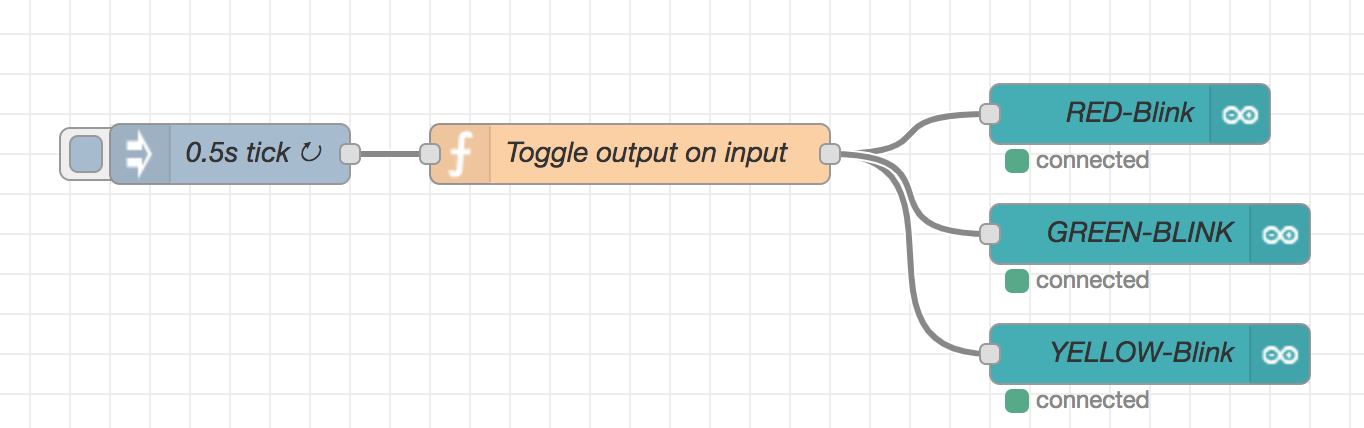 0.5s tick ↻
Toggle output on input
RED-Blink
connected
GREEN-BLINK
connected
YELLOW-Blink
connected